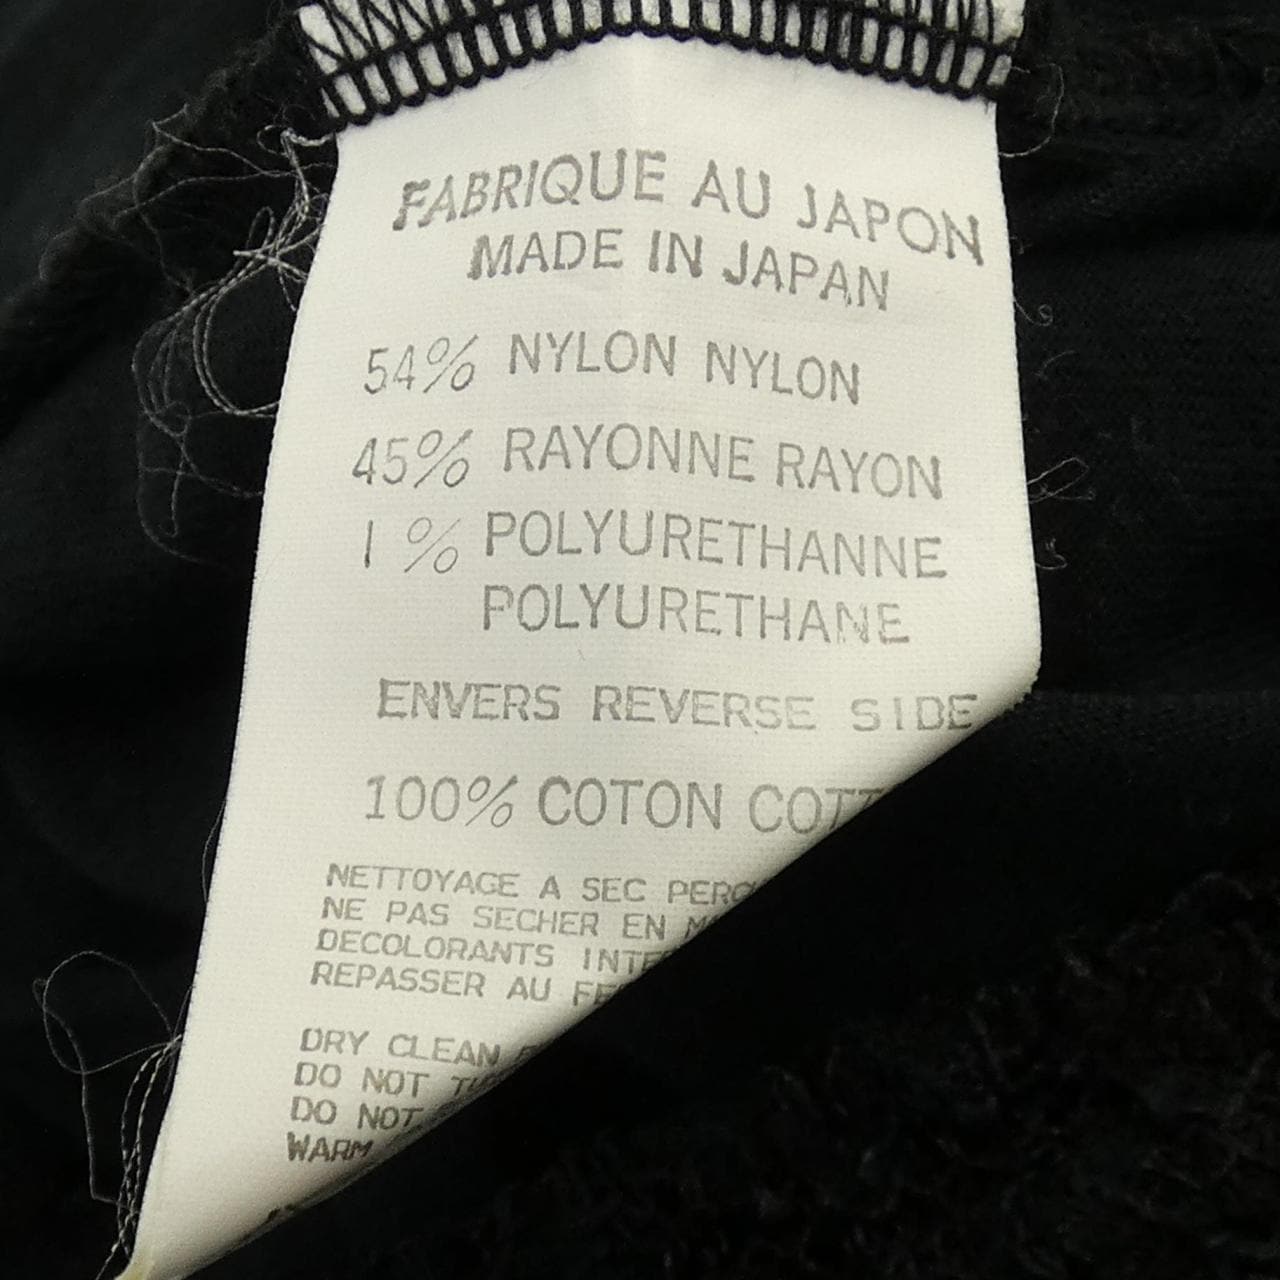 FABRIQUE AU JAPON
MADE IN JAPAN
54% NYLON NYLON
45% RAYONNE RAYON
1% POLYURETHANNE
POLYURETHANE
ENVERS REVERSE SIDE
100% COTON
NETTOYAGE A SEC
NE PAS SECHER EN
DECOLORANTS
REPASSER AU
DRY CLEAN
DO NOT
DO NOT
WARM